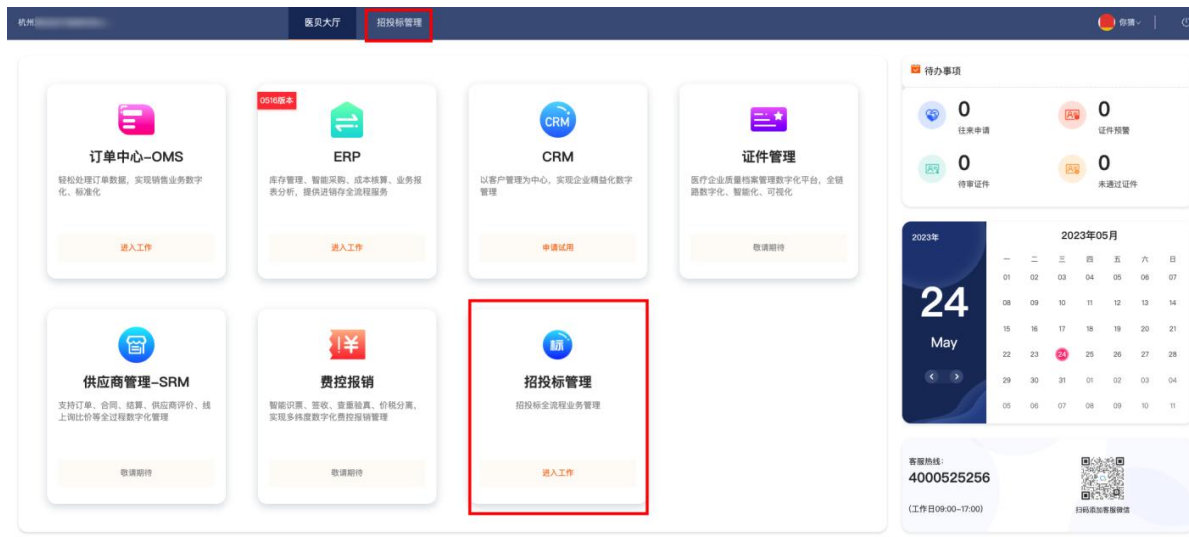 杭州
医贝大厅
招投标管理
你猜
订单中心-OMS
轻松处理订单数据，实现销售业务数字
化、标准化
进入工作
0516版本
ERP
库存管理、智能采购、成本核算、业务报
表分析，提供进销存全流程服务
进入工作
CRM
CRM
以客户管理为中心，实现企业精益化数字
管理
申请试用
证件管理
医疗企业质量档案管理数字化平台，全链
路数字化、智能化、可视化
敬请期待
供应商管理-SRM
支持订单、合同、结算、供应商评价、线
上询比价等全过程数字化管理
敬请期待
费控报销
智能识票、签收、查重验真、价税分离，
实现多纬度数字化费控报销管理
敬请期待
标
招投标管理
招投标全流程业务管理
进入工作
待办事项
0
往来申请
0
证件预警
0
待审证件
0
未通过证件
2023年
24
May
2023年05月
一 二 三 四 五 六 日
01 02 03 04 05 06 07
08 09 10 11 12 13 14
15 16 17 18 19 20 21
22 23 24 25 26 27 28
29 30 31 01 02 03 04
05 06 07 08 09 10 11
客服热线：
4000525256
(工作日09:00-17:00)
扫码添加客服微信